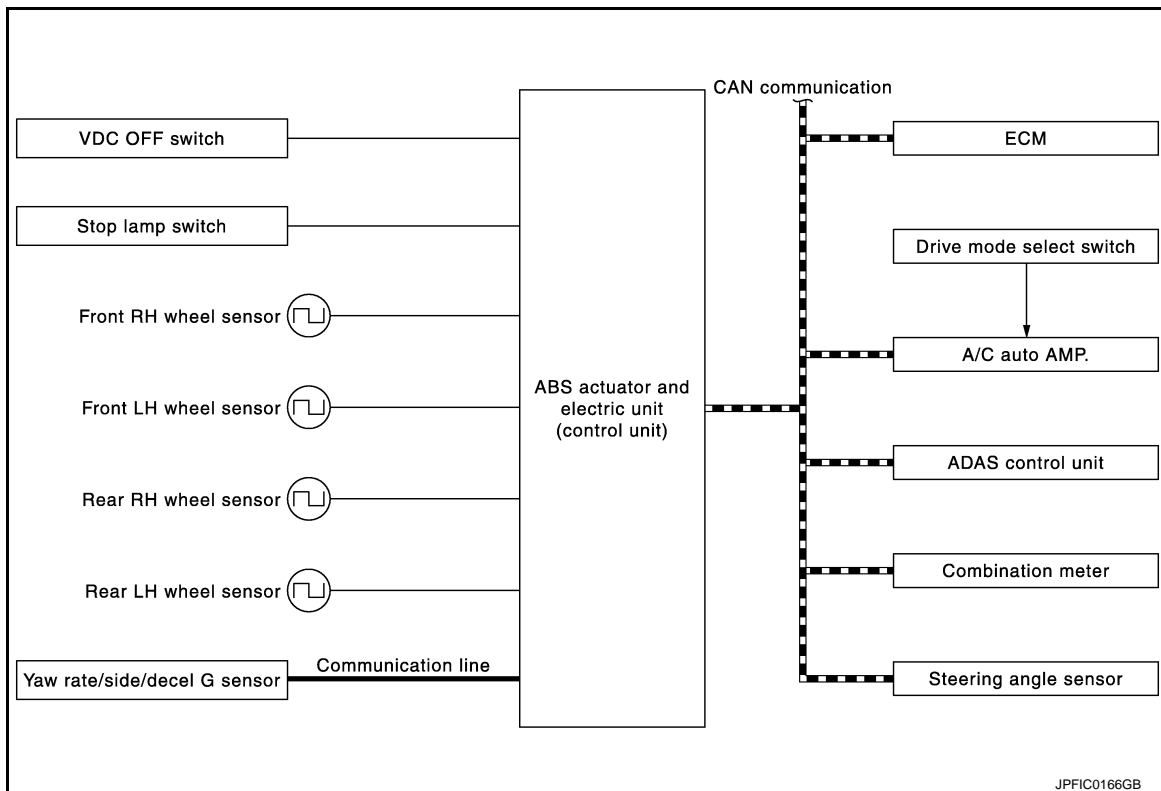 CAN communication
VDC OFF switch
Stop lamp switch
Front RH wheel sensor
Front LH wheel sensor
Rear RH wheel sensor
Rear LH wheel sensor
Yaw rate/side/decel G sensor
Communication line
ABS actuator and
electric unit
(control unit)
ECM
Drive mode select switch
A/C auto AMP.
ADAS control unit
Combination meter
Steering angle sensor
JPFIC0166GB